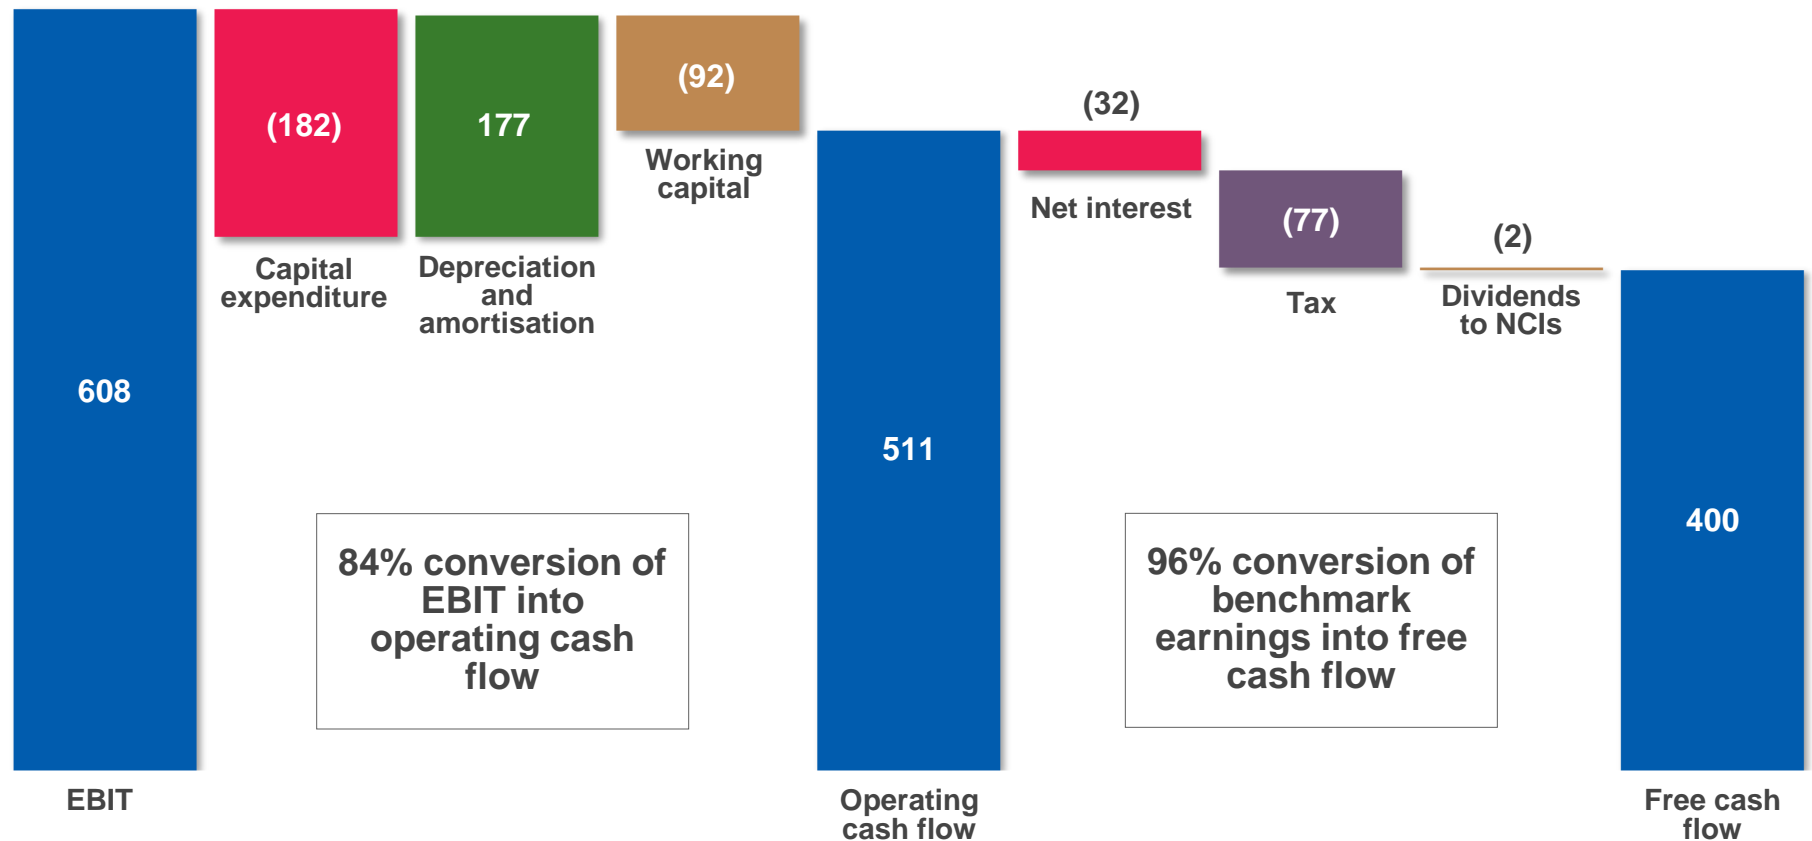 608
EBIT
(182)
Capital
expenditure
177
Depreciation
and
amortisation
(92)
Working
capital
84% conversion of
EBIT into
operating cash
flow
511
Operating
cash flow
(32)
Net interest
(77)
Tax
(2)
Dividends
to NCIs
96% conversion of
benchmark
earnings into free
cash flow
400
Free cash
flow